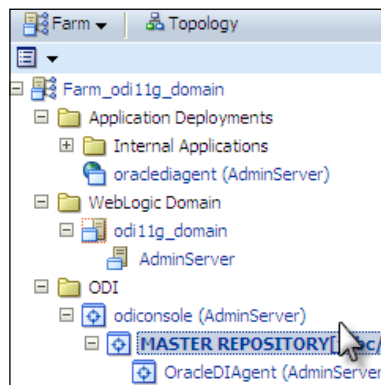 Farm Topology
Farm_odi11g_domain
Application Deployments
Internal Applications
oraclediagent (AdminServer)
WebLogic Domain
odi11g_domain
AdminServer
ODI
odiconsole (AdminServer)
MASTER REPOSITORY[
OracleDIAgent (AdminServer